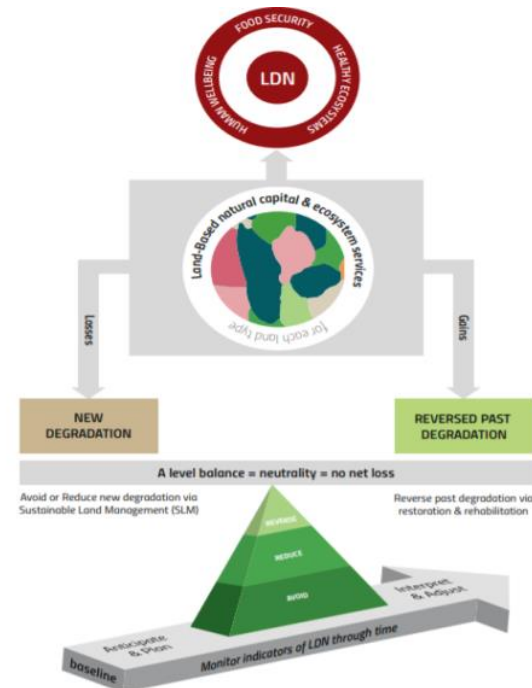 FOOD SECURITY
HUMAN WELLBEING
HEALTHY ECOSYSTEMS
LDN
Land-Based natural capital & ecosystem services
for each land type
Losses
Gains
NEW
DEGRADATION
REVERSED PAST
DEGRADATION
A level balance = neutrality = no net loss
Avoid or Reduce new degradation via
Sustainable Land Management (SLM)
Reverse past degradation via
restoration & rehabilitation
REVERSE
REDUCE
AVOID
Anticipate
& Plan
Interpret
& Adjust
baseline
Monitor indicators of LDN through time